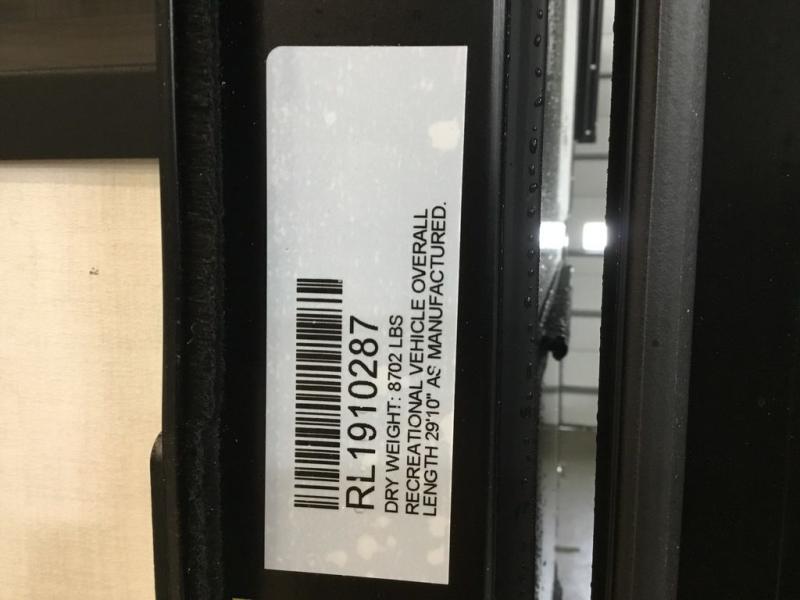 RL1910287
DRY WEIGHT: 8702 LBS
RECREATIONAL VEHICLE OVERALL
LENGTH 29'10" AS MANUFACTURED.